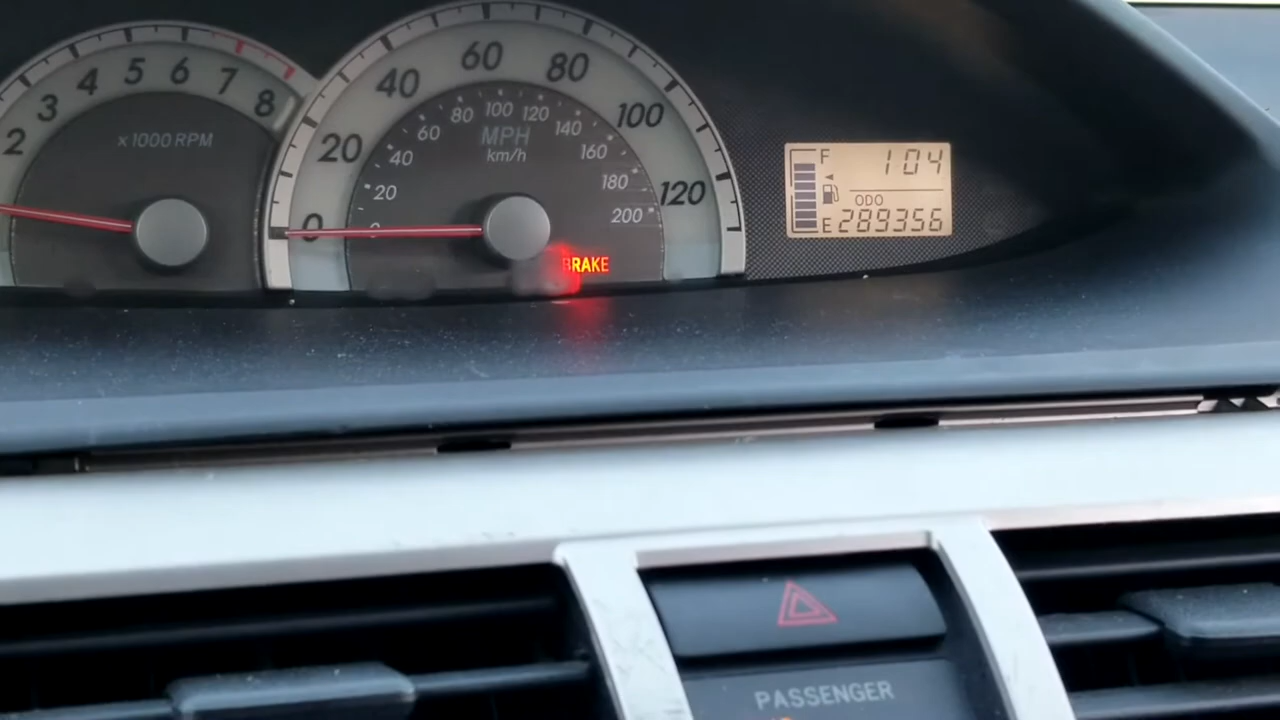 2 3 4 5 6 7 8
x1000 RPM
0 20 40 60 80 100 120
20 40 60 80 100 120 140 160 180 200
MPH
km/h
BRAKE
F 104
ODO
E 289356
PASSENGER